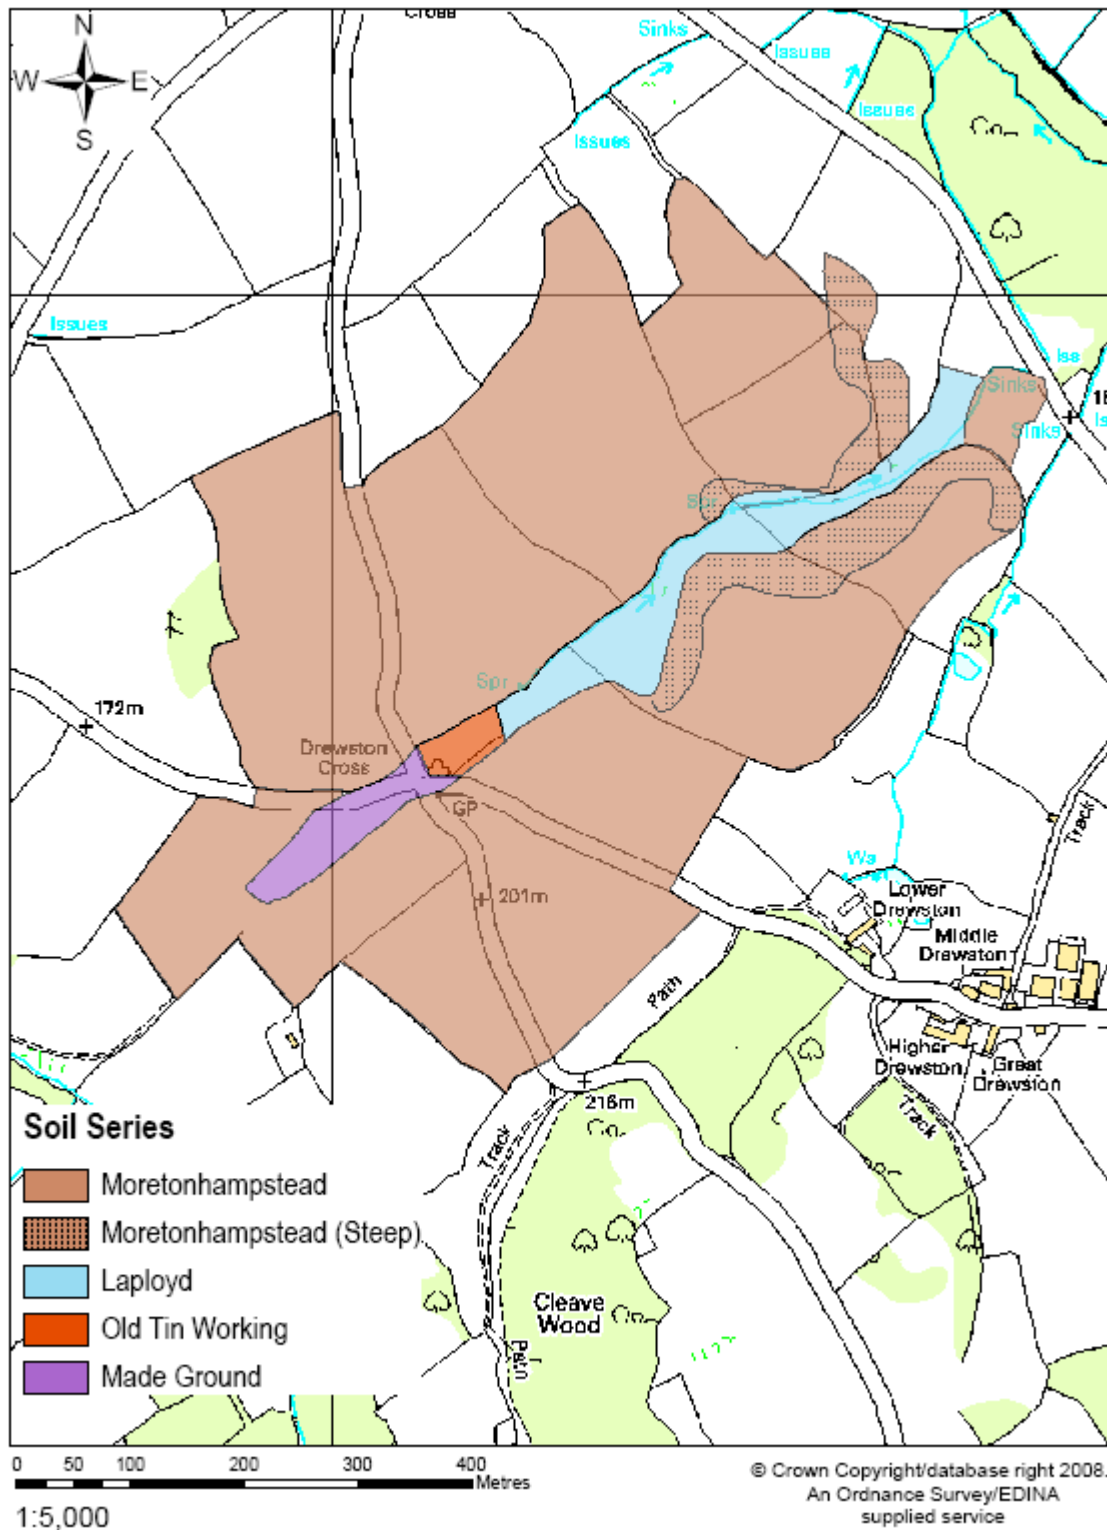 Cross
Sinks
Issues
Issues
Issues
N
W E
S
Issues
Iss
Sinks
Sinks
Spr
Spr
172m
Drewston
Cross
GP
201m
Track
Lower
Drewston
Middle
Drewston
Path
Higher
Drewston
Great
Drewston
216m
Track
Track
Cleave
Wood
Path
Soil Series
Moretonhampstead
Moretonhampstead (Steep)
Laployd
Old Tin Working
Made Ground
0 50 100 200 300 400
Metres
1:5,000
© Crown Copyright/database right 2008.
An Ordnance Survey/EDINA
supplied service